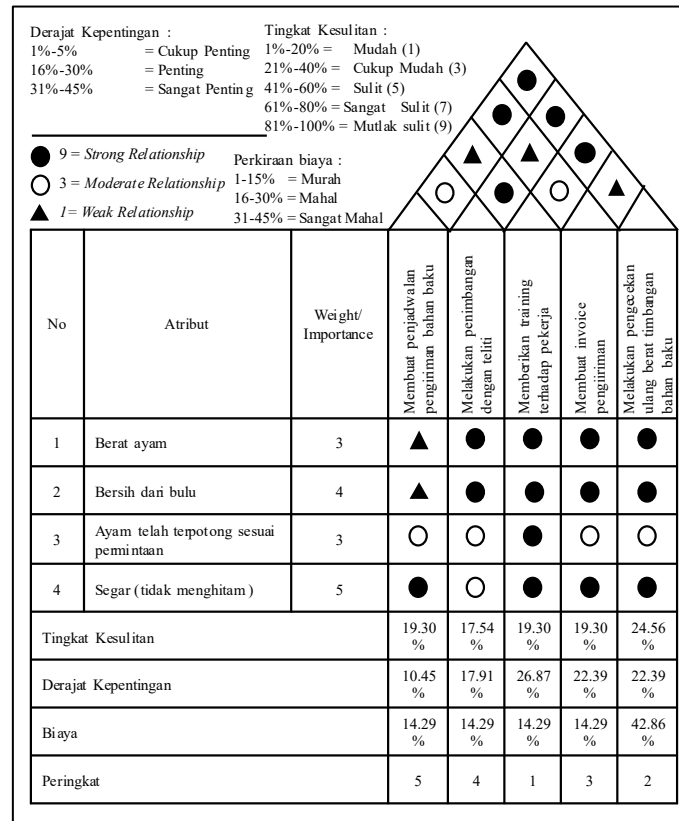 Derajat Kepentingan :
1%-5% = Cukup Penting
16%-30% = Penting
31%-45% = Sangat Penting
Tingkat Kesulitan :
1%-20% = Mudah (1)
21%-40% = Cukup Mudah (3)
41%-60% = Sulit (5)
61%-80% = Sangat Sulit (7)
81%-100% = Mutlak sulit (9)
9 = Strong Relationship
3 = Moderate Relationship
1= Weak Relationship
Perkiraan biaya :
1-15% = Murah
16-30% = Mahal
31-45% = Sangat Mahal
No
Atribut
Weight/
Importance
Membuat penjadwalan
pengiriman bahan baku
Melakukan penimbangan
dengan teliti
Memberikan training
terhadap pekerja
Membuat invoice
pengiiriman
Melakukan pengecekan
ulang berat timbangan
bahan baku
1 Berat ayam 3
2 Bersih dari bulu 4
3 Ayam telah terpotong sesuai
permintaan 3
4 Segar (tidak menghitam) 5
Tingkat Kesulitan 19.30 % 17.54 % 19.30 % 19.30 % 24.56 %
Derajat Kepentingan 10.45 % 17.91 % 26.87 % 22.39 % 22.39 %
Biaya 14.29 % 14.29 % 14.29 % 14.29 % 42.86 %
Peringkat 5 4 1 3 2